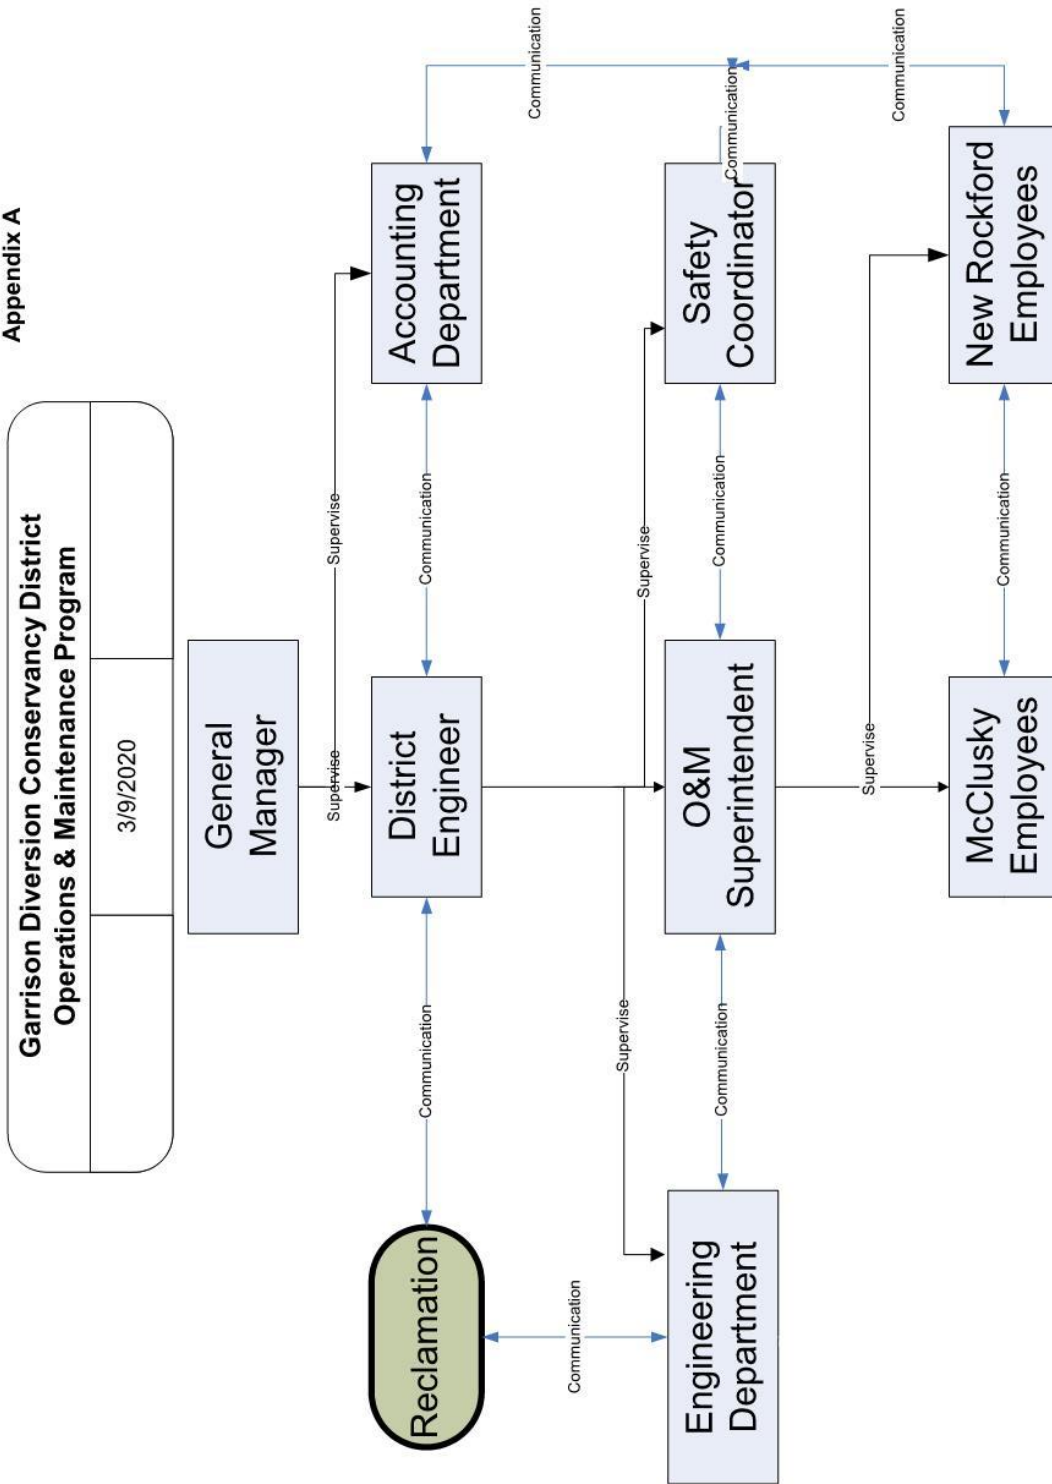 Appendix A
Garrison Diversion Conservancy District
Operations & Maintenance Program
3/9/2020
General
Manager
Supervise
Supervise
Reclamation
Communication
District
Engineer
Communication
Accounting
Department
Communication
Communication
Supervise
Supervise
Engineering
Department
Communication
O&M
Superintendent
Communication
Safety
Coordinator
Communication
Supervise
Communication
McClusky
Employees
Communication
New Rockford
Employees